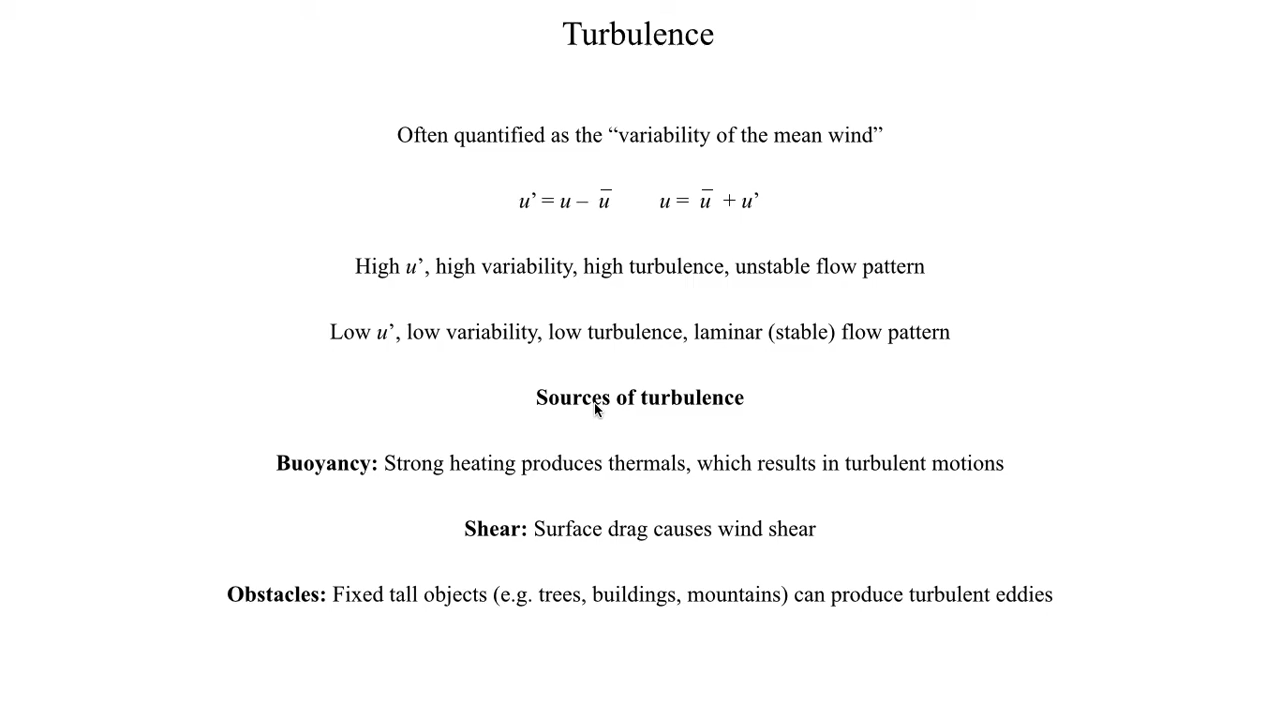 Turbulence
Often quantified as the “variability of the mean wind”
u’ = u – u̅ u = u̅ + u’
High u’, high variability, high turbulence, unstable flow pattern
Low u’, low variability, low turbulence, laminar (stable) flow pattern
Sources of turbulence
Buoyancy: Strong heating produces thermals, which results in turbulent motions
Shear: Surface drag causes wind shear
Obstacles: Fixed tall objects (e.g. trees, buildings, mountains) can produce turbulent eddies